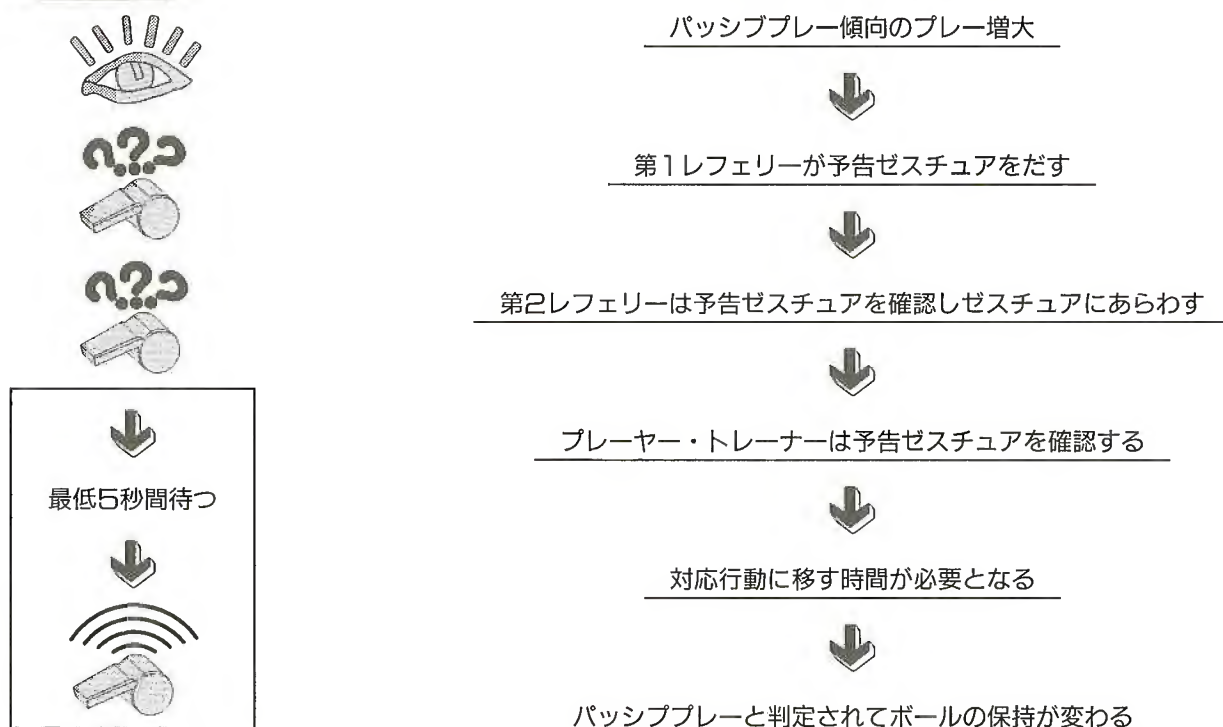 パッシブプレー傾向のプレー増大
第1レフェリーが予告ゼスチュアをだす
第2レフェリーは予告ゼスチュアを確認しゼスチュアにあらわす
プレーヤー・トレーナーは予告ゼスチュアを確認する
対応行動に移す時間が必要となる
パッシブプレーと判定されてボールの保持が変わる
最低5秒間待つ